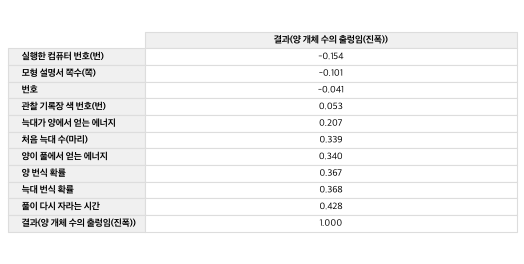 결과(양 개체 수의 출렁임(진폭))
실행한 컴퓨터 번호(번) -0.154
모형 설명서 쪽수(쪽) -0.101
번호 -0.041
관찰 기록장 색 번호(번) 0.053
늑대가 양에서 얻는 에너지 0.207
처음 늑대 수(마리) 0.339
양이 풀에서 얻는 에너지 0.340
양 번식 확률 0.367
늑대 번식 확률 0.368
풀이 다시 자라는 시간 0.428
결과(양 개체 수의 출렁임(진폭)) 1.000